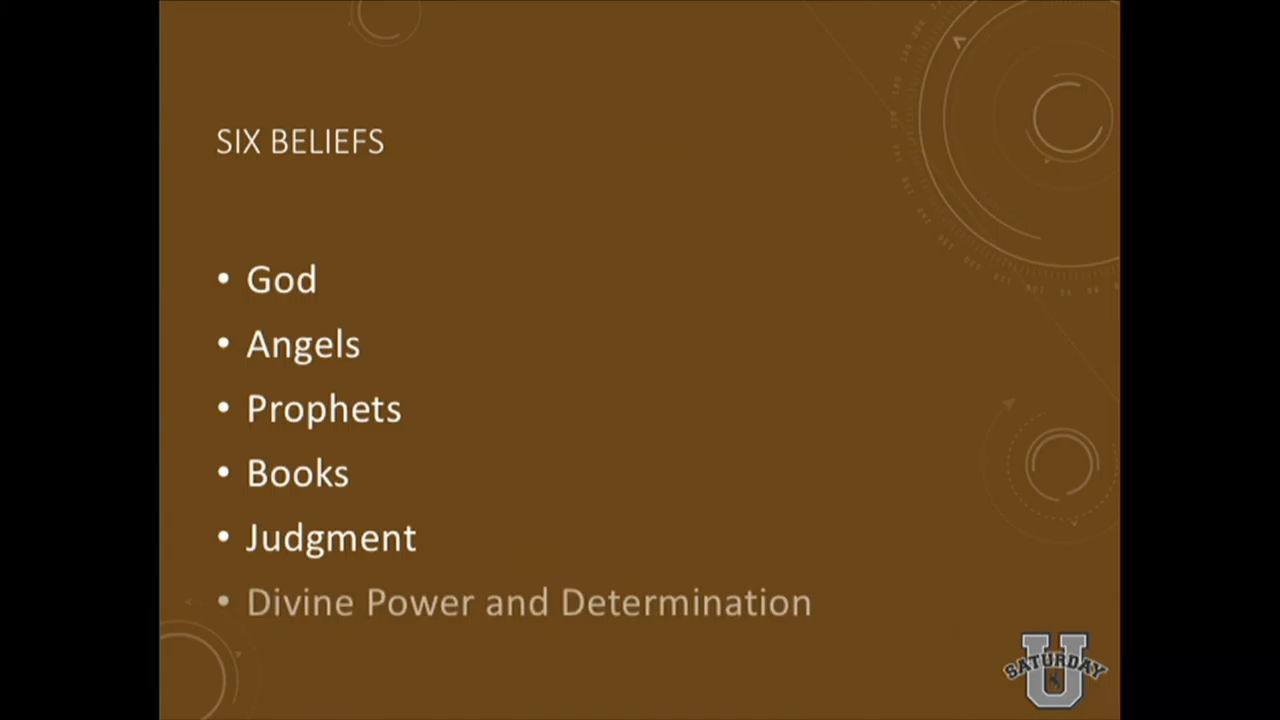 SIX BELIEFS
• God
• Angels
• Prophets
• Books
• Judgment
• Divine Power and Determination
SATURDAY
U